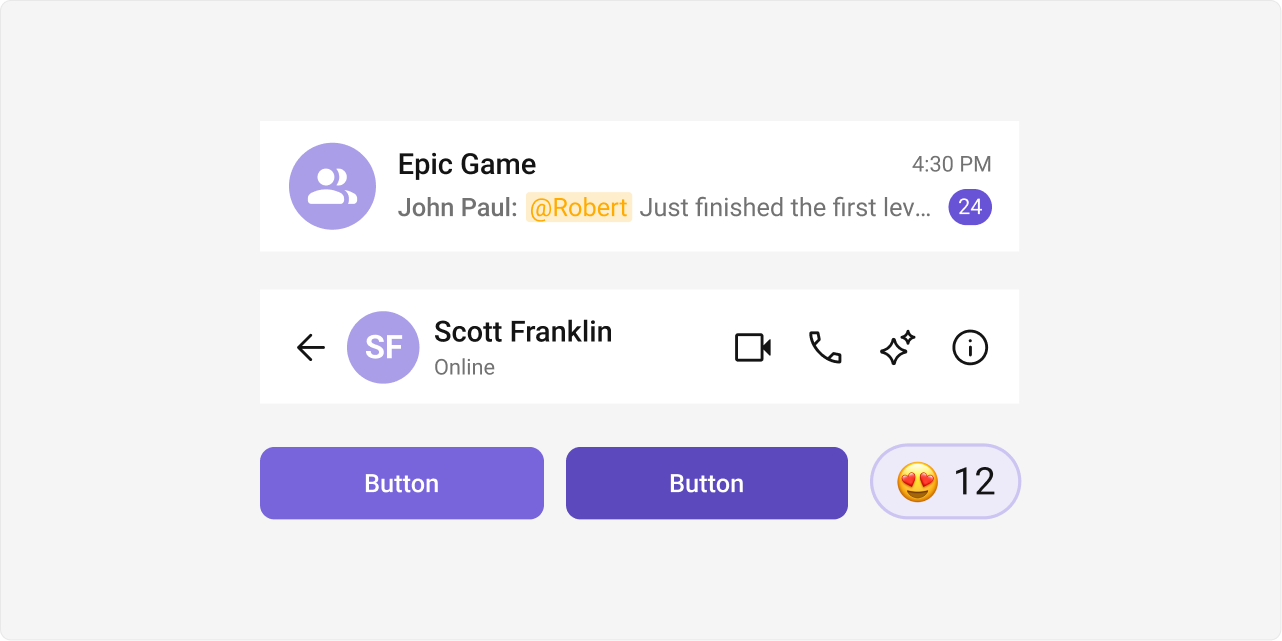 Epic Game
4:30 PM
John Paul: @Robert Just finished the first lev...
24
SF
Scott Franklin
Online
Button
Button
12